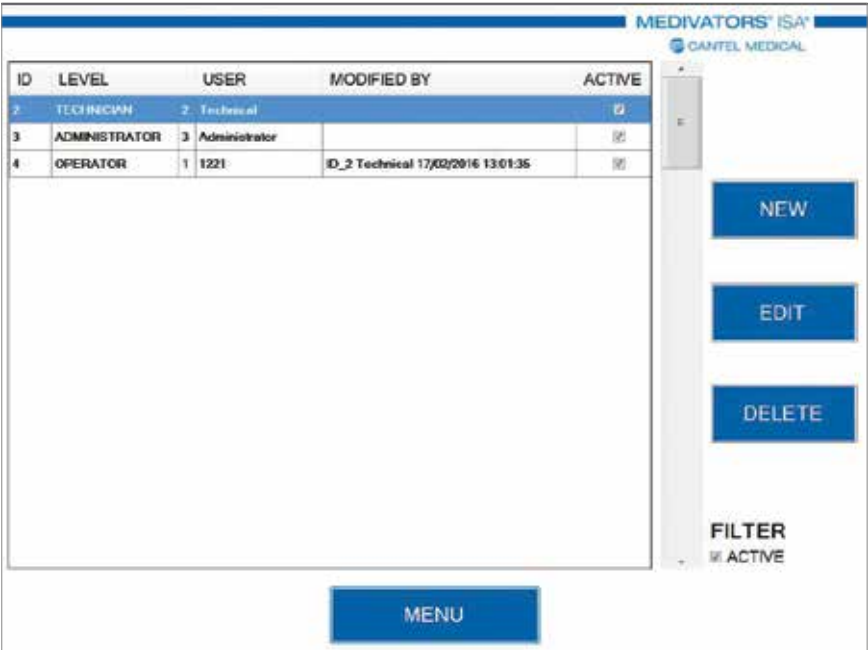 MEDIVATORS® ISA®
CANTEL MEDICAL
ID LEVEL USER MODIFIED BY ACTIVE
2 TECHNICIAN 2 Technical
3 ADMINISTRATOR 3 Administrator
4 OPERATOR 1 1221 ID_2 Technical 17/02/2016 13:01:35
NEW
EDIT
DELETE
FILTER
ACTIVE
MENU